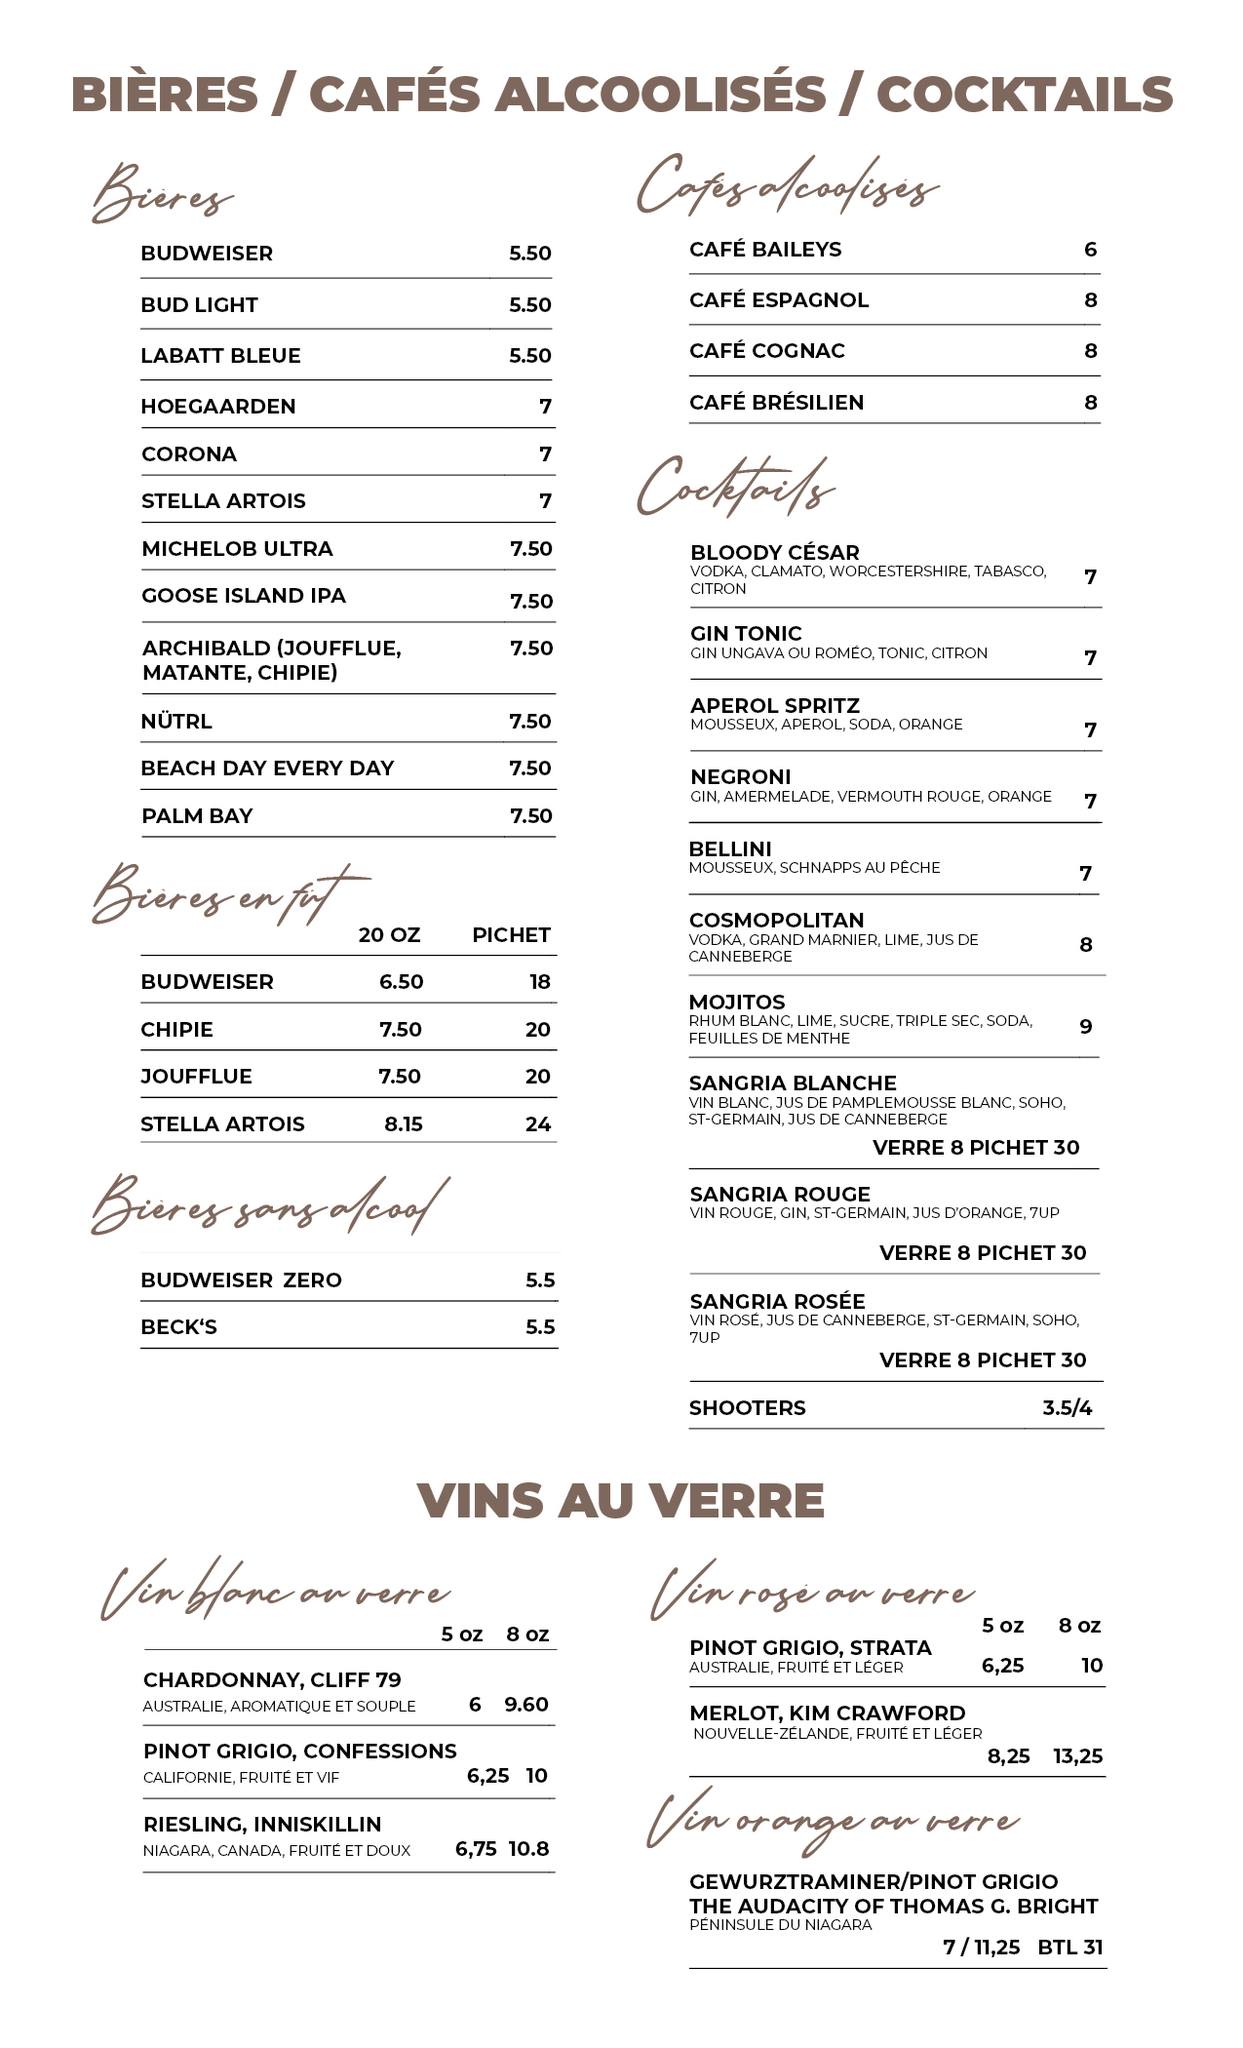 BIÈRES / CAFÉS ALCOOLISÉS / COCKTAILS
Bières
BUDWEISER 5.50
BUD LIGHT 5.50
LABATT BLEUE 5.50
HOEGAARDEN 7
CORONA 7
STELLA ARTOIS 7
MICHELOB ULTRA 7.50
GOOSE ISLAND IPA 7.50
ARCHIBALD (JOUFFLUE, 7.50
MATANTE, CHIPIE)
NÜTRL 7.50
BEACH DAY EVERY DAY 7.50
PALM BAY 7.50
Bières en fût
20 OZ PICHET
BUDWEISER 6.50 18
CHIPIE 7.50 20
JOUFFLUE 7.50 20
STELLA ARTOIS 8.15 24
Bières sans alcool
BUDWEISER ZERO 5.5
BECK‘S 5.5
Cafés alcoolisés
CAFÉ BAILEYS 6
CAFÉ ESPAGNOL 8
CAFÉ COGNAC 8
CAFÉ BRÉSILIEN 8
Cocktails
BLOODY CÉSAR
VODKA, CLAMATO, WORCESTERSHIRE, TABASCO, 7
CITRON
GIN TONIC
GIN UNGAVA OU ROMÉO, TONIC, CITRON 7
APEROL SPRITZ
MOUSSEUX, APEROL, SODA, ORANGE 7
NEGRONI
GIN, AMERMELADE, VERMOUTH ROUGE, ORANGE 7
BELLINI
MOUSSEUX, SCHNAPPS AU PÊCHE 7
COSMOPOLITAN
VODKA, GRAND MARNIER, LIME, JUS DE 8
CANNEBERGE
MOJITOS
RHUM BLANC, LIME, SUCRE, TRIPLE SEC, SODA, 9
FEUILLES DE MENTHE
SANGRIA BLANCHE
VIN BLANC, JUS DE PAMPLEMOUSSE BLANC, SOHO,
ST-GERMAIN, JUS DE CANNEBERGE
VERRE 8 PICHET 30
SANGRIA ROUGE
VIN ROUGE, GIN, ST-GERMAIN, JUS D’ORANGE, 7UP
VERRE 8 PICHET 30
SANGRIA ROSÉE
VIN ROSÉ, JUS DE CANNEBERGE, ST-GERMAIN, SOHO,
7UP
VERRE 8 PICHET 30
SHOOTERS 3.5/4
VINS AU VERRE
Vin blanc au verre
5 oz 8 oz
CHARDONNAY, CLIFF 79
AUSTRALIE, AROMATIQUE ET SOUPLE 6 9.60
PINOT GRIGIO, CONFESSIONS
CALIFORNIE, FRUITÉ ET VIF 6,25 10
RIESLING, INNISKILLIN
NIAGARA, CANADA, FRUITÉ ET DOUX 6,75 10.8
Vin rosé au verre
5 oz 8 oz
PINOT GRIGIO, STRATA
AUSTRALIE, FRUITÉ ET LÉGER 6,25 10
MERLOT, KIM CRAWFORD
NOUVELLE-ZÉLANDE, FRUITÉ ET LÉGER
8,25 13,25
Vin orange au verre
GEWURZTRAMINER/PINOT GRIGIO
THE AUDACITY OF THOMAS G. BRIGHT
PÉNINSULE DU NIAGARA
7 / 11,25 BTL 31